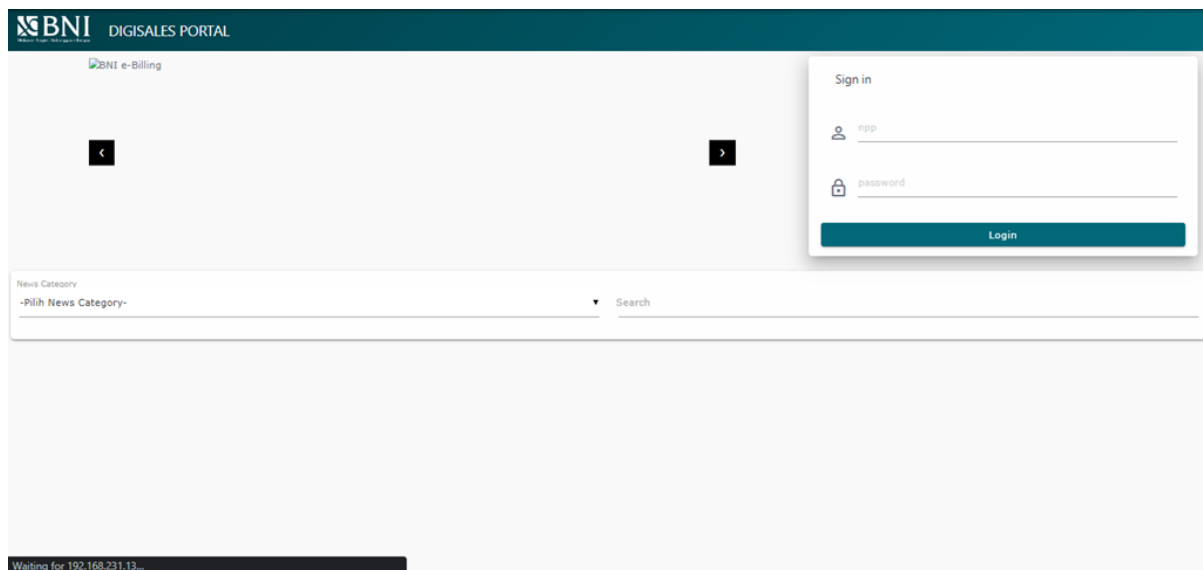 BNI DIGISALES PORTAL
BNI e-Billing
Sign in
npp
password
Login
News Category
-Pilih News Category-
Search
Waiting for 192.168.231.13...